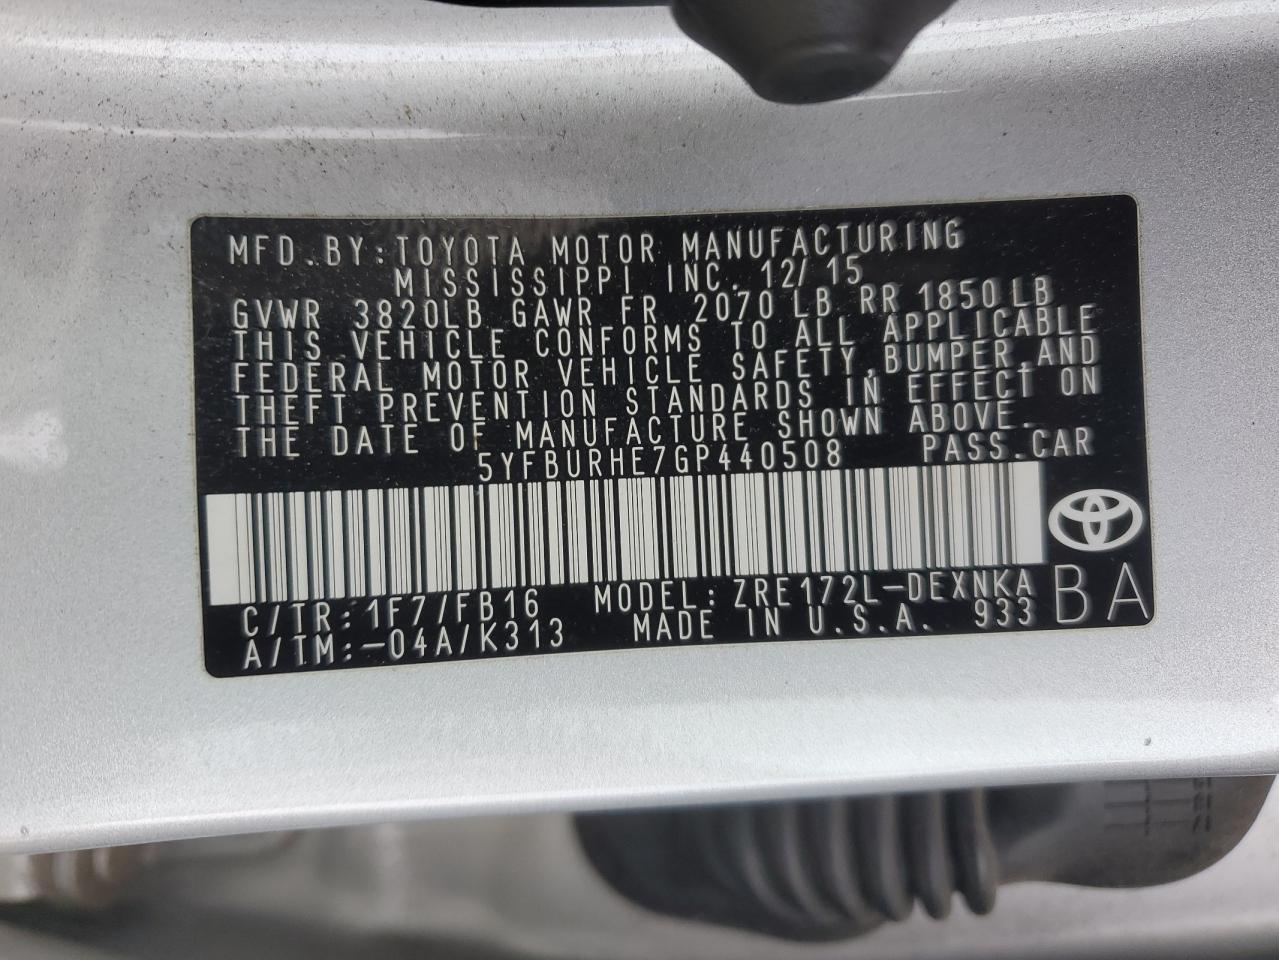 MFD. BY: TOYOTA MOTOR MANUFACTURING
MISSISSIPPI INC. 12/15
GVWR 3820LB GAWR FR 2070 LB RR 1850 LB
THIS VEHICLE CONFORMS TO ALL APPLICABLE
FEDERAL MOTOR VEHICLE SAFETY, BUMPER, AND
THEFT PREVENTION STANDARDS IN EFFECT ON
THE DATE OF MANUFACTURE SHOWN ABOVE.
5YFBURHE7GP440508 PASS. CAR
C/TR: 1F7/FB16 MODEL: ZRE172L-DEXNKA
A/TM: -04A/K313 MADE IN U.S.A. 933 BA